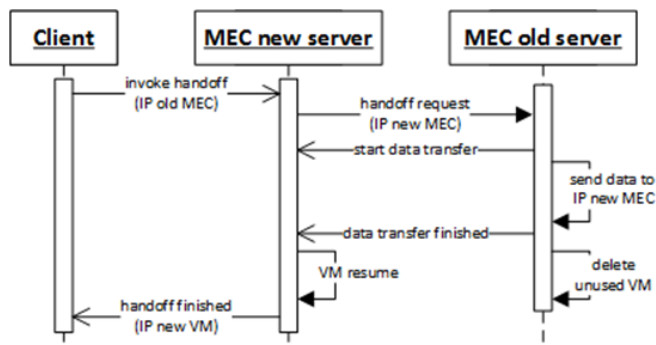 Client
MEC new server
MEC old server
invoke handoff
(IP old MEC)
handoff request
(IP new MEC)
start data transfer
send data to
IP new MEC
data transfer finished
VM resume
delete
unused VM
handoff finished
(IP new VM)